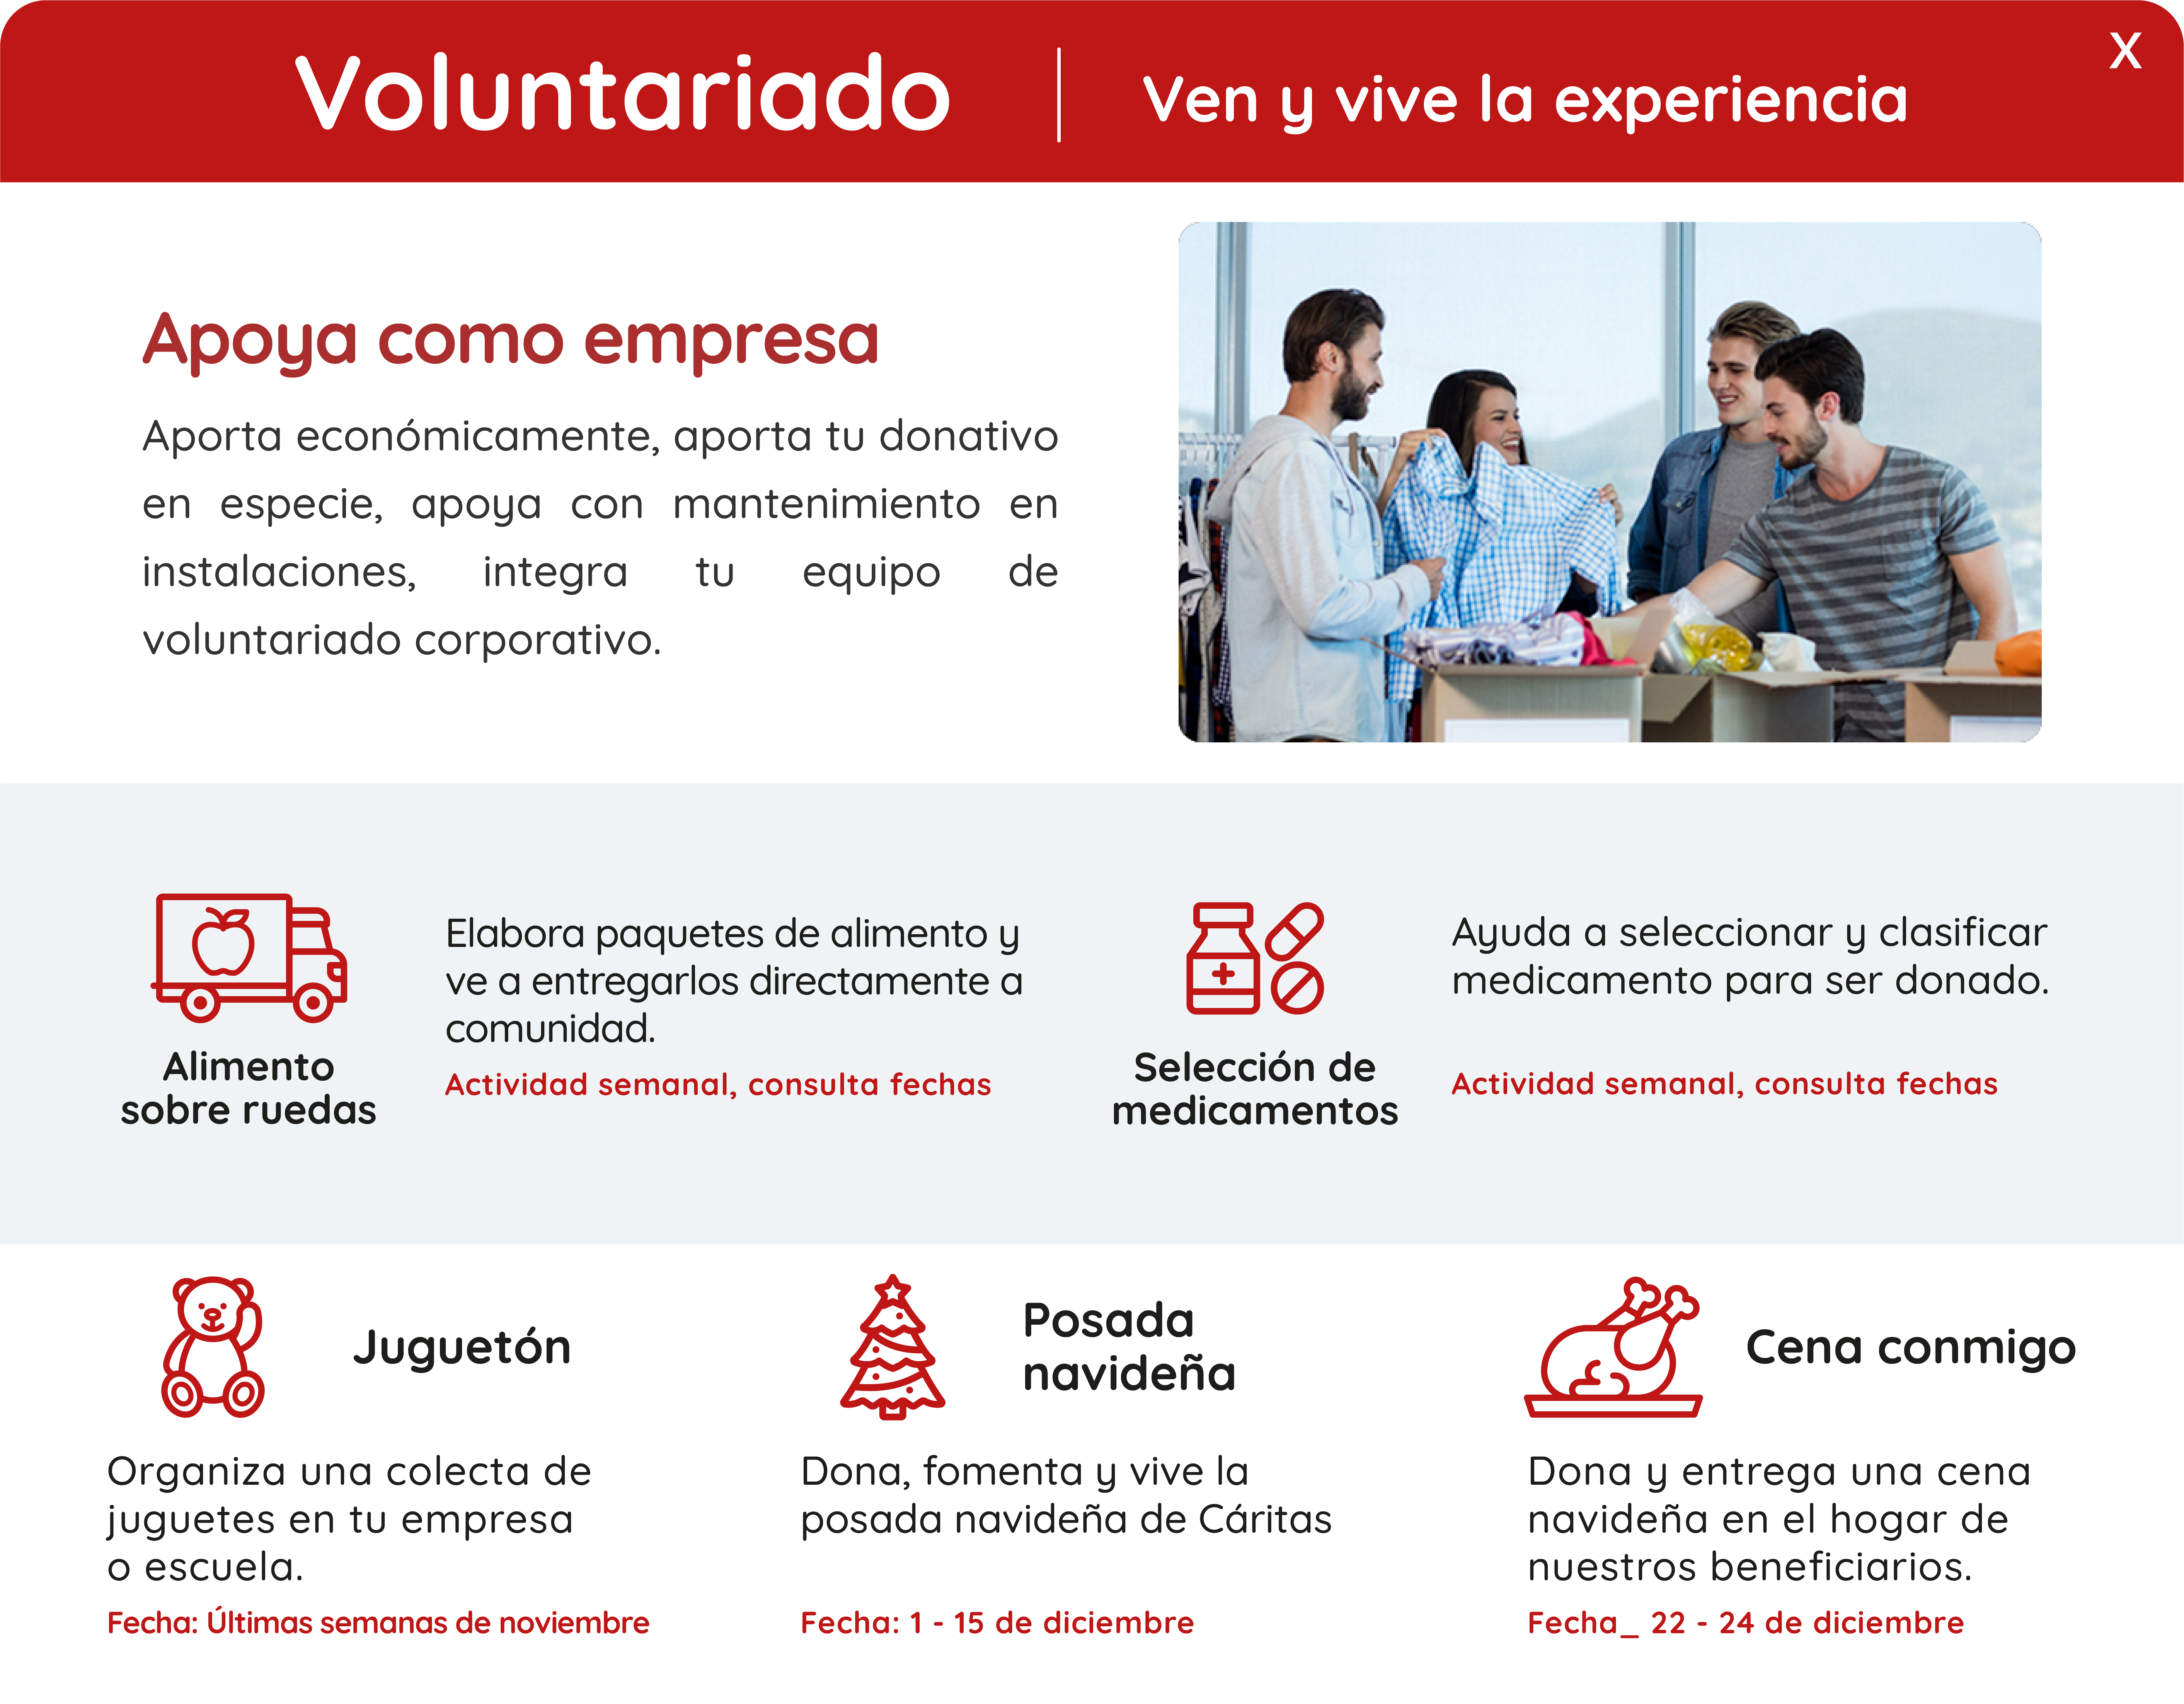 Voluntariado
Ven y vive la experiencia
X
Apoya como empresa
Aporta económicamente, aporta tu donativo
en especie, apoya con mantenimiento en
instalaciones, integra tu equipo de
voluntariado corporativo.
Alimento
sobre ruedas
Elabora paquetes de alimento y
ve a entregarlos directamente a
comunidad.
Actividad semanal, consulta fechas
Selección de
medicamentos
Ayuda a seleccionar y clasificar
medicamento para ser donado.
Actividad semanal, consulta fechas
Juguetón
Organiza una colecta de
juguetes en tu empresa
o escuela.
Fecha: Últimas semanas de noviembre
Posada
navideña
Dona, fomenta y vive la
posada navideña de Cáritas
Fecha: 1 - 15 de diciembre
Cena conmigo
Dona y entrega una cena
navideña en el hogar de
nuestros beneficiarios.
Fecha_ 22 - 24 de diciembre